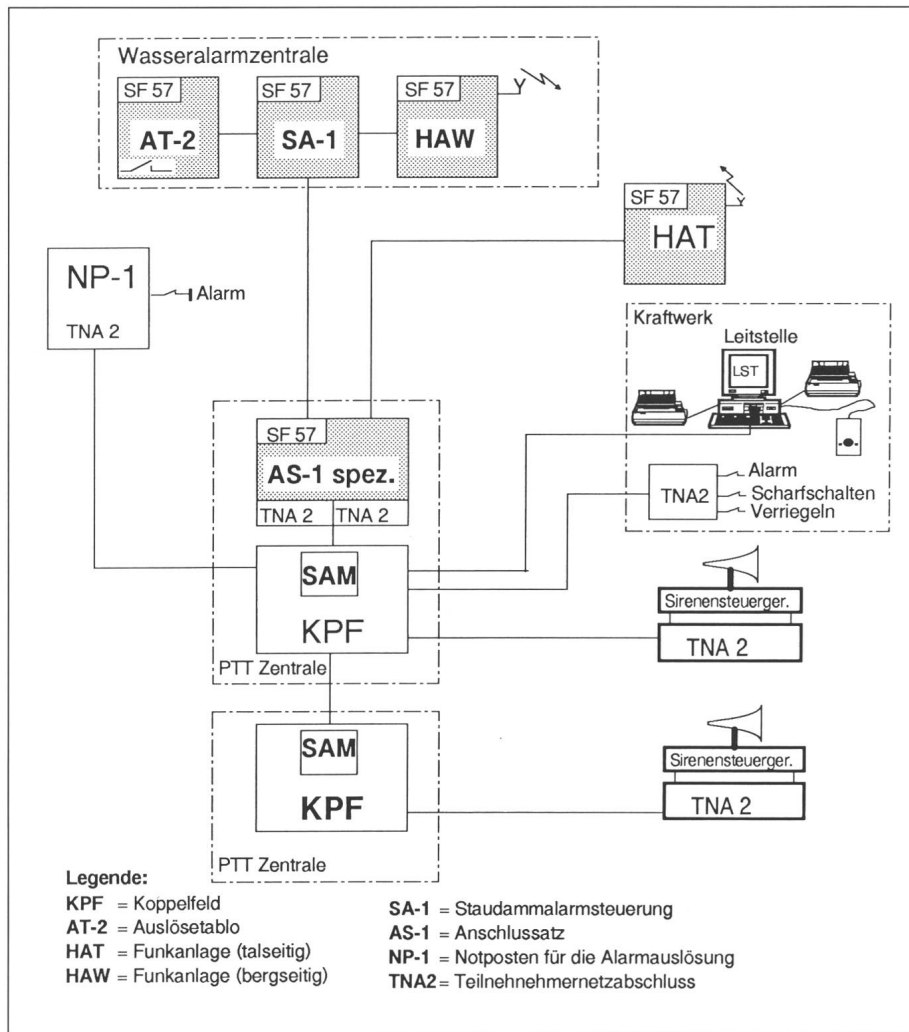 Wasseralarmzentrale
SF 57
AT-2
SF 57
SA-1
SF 57
HAW
SF 57
HAT
NP-1
TNA 2
Alarm
Kraftwerk
Leitstelle
LST
TNA2
Alarm
Scharfschalten
Verriegeln
SF 57
AS-1 spez.
TNA 2 TNA 2
SAM
KPF
PTT Zentrale
Sirenensteuerger.
TNA 2
SAM
KPF
PTT Zentrale
Sirenensteuerger.
TNA 2
Legende:
KPF = Koppelfeld
AT-2 = Auslösetablo
HAT = Funkanlage (talseitig)
HAW = Funkanlage (bergseitig)
SA-1 = Staudammalarmsteuerung
AS-1 = Anschlussatz
NP-1 = Notposten für die Alarmauslösung
TNA2 = Teilnehnehmernetzabschluss